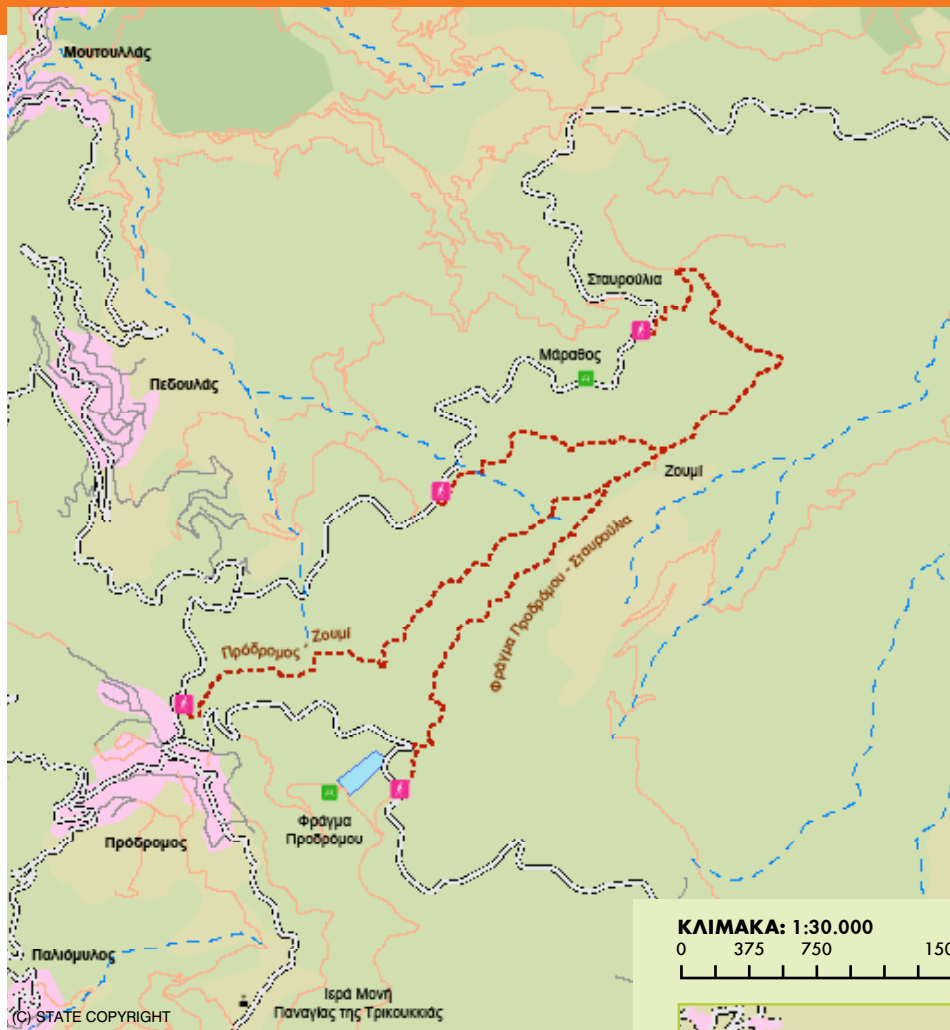 Μουτουλλάς
Σταυρούλια
Μάραθος
Πεδουλάς
Ζουμί
Φράγμα Προδρόμου - Σταυρούλια
Πρόδρομος - Ζουμί
Φράγμα
Προδρόμου
Πρόδρομος
ΚΛΙΜΑΚΑ: 1:30.000
0 375 750 150
Παλιόμυλος
Ιερά Μονή
Παναγίας της Τρικουκκιάς
(C) STATE COPYRIGHT